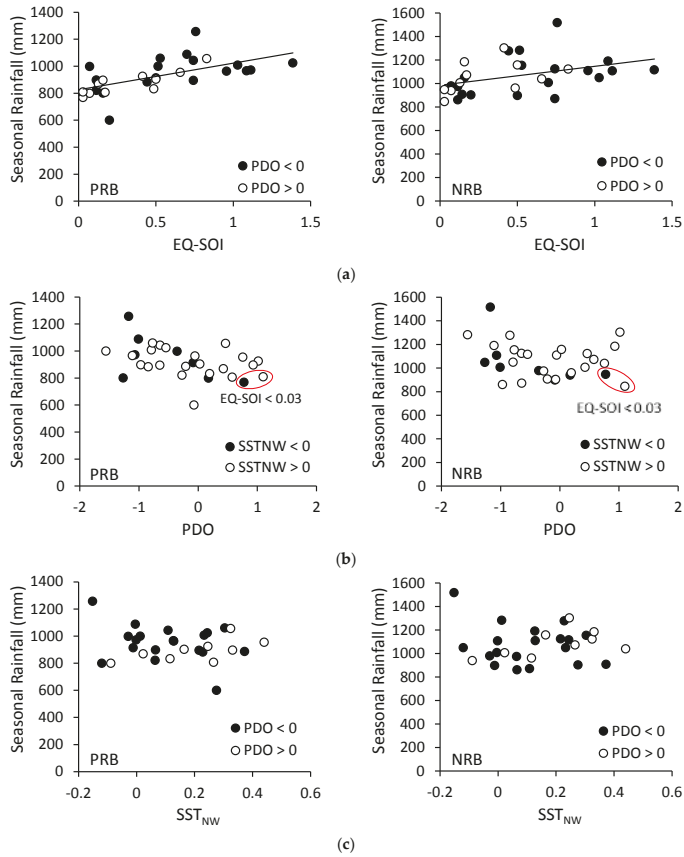 Seasonal Rainfall (mm)
1400
1200
1000
800
600
400
200
0
0
0.5
1
1.5
EQ-SOI
PRB
PDO < 0
PDO > 0
Seasonal Rainfall (mm)
1600
1400
1200
1000
800
600
400
200
0
0
0.5
1
1.5
EQ-SOI
NRB
PDO < 0
PDO > 0
(a)
Seasonal Rainfall (mm)
1400
1200
1000
800
600
400
200
0
-2
-1
0
1
2
PDO
EQ-SOI < 0.03
PRB
SSTNW < 0
SSTNW > 0
Seasonal Rainfall (mm)
1600
1400
1200
1000
800
600
400
200
0
-2
-1
0
1
2
PDO
EQ-SOI < 0.03
NRB
SSTNW < 0
SSTNW > 0
(b)
Seasonal Rainfall (mm)
1400
1200
1000
800
600
400
200
0
-0.2
0
0.2
0.4
0.6
SSTNW
PRB
PDO < 0
PDO > 0
Seasonal Rainfall (mm)
1600
1400
1200
1000
800
600
400
200
0
-0.2
0
0.2
0.4
0.6
SSTNW
NRB
PDO < 0
PDO > 0
(c)